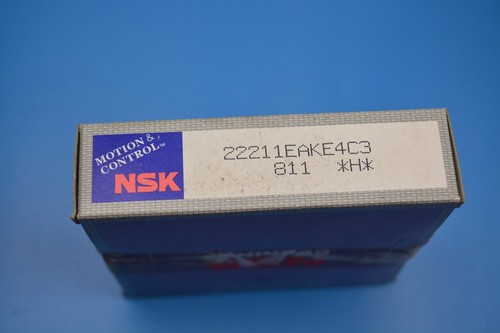 MOTION &
CONTROL™
NSK
22211EAKE4C3
811 *H*